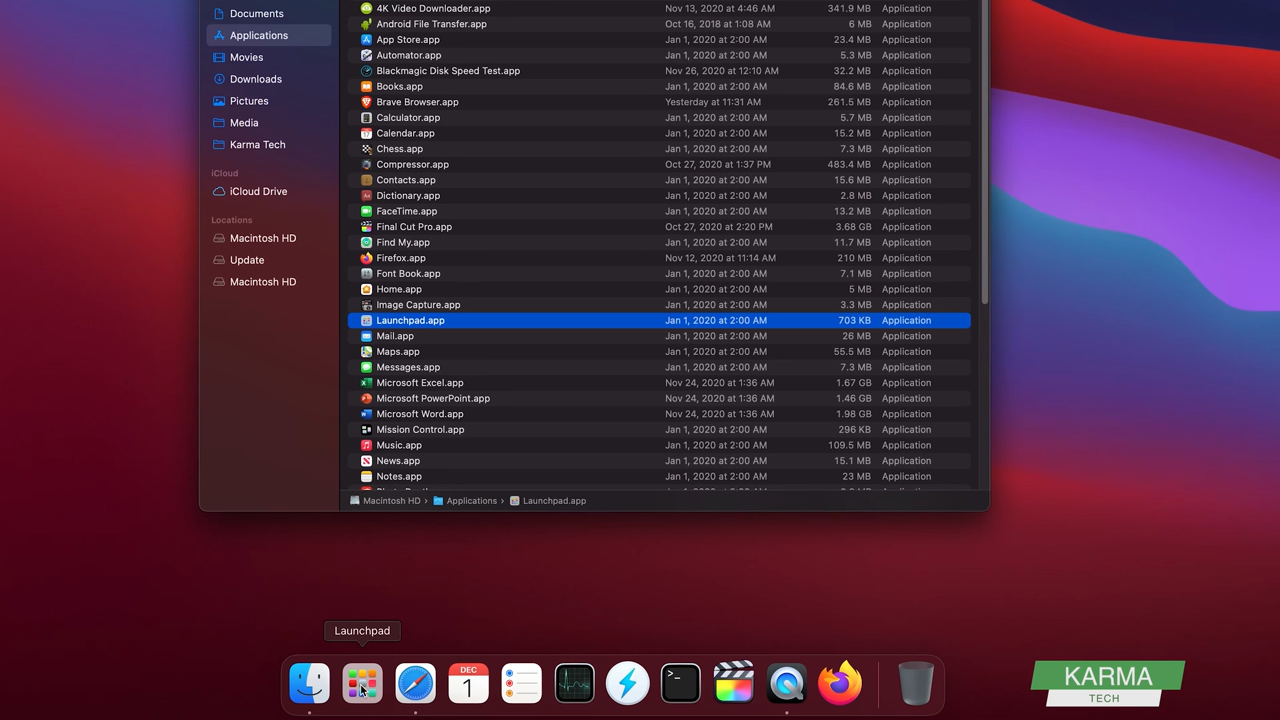 Documents
Applications
Movies
Downloads
Pictures
Media
Karma Tech
iCloud
iCloud Drive
Locations
Macintosh HD
Update
Macintosh HD
4K Video Downloader.app Nov 13, 2020 at 4:46 AM 341.9 MB Application
Android File Transfer.app Oct 16, 2018 at 1:08 AM 6 MB Application
App Store.app Jan 1, 2020 at 2:00 AM 23.4 MB Application
Automator.app Jan 1, 2020 at 2:00 AM 5.3 MB Application
Blackmagic Disk Speed Test.app Nov 26, 2020 at 12:10 AM 32.2 MB Application
Books.app Jan 1, 2020 at 2:00 AM 84.6 MB Application
Brave Browser.app Yesterday at 11:31 AM 261.5 MB Application
Calculator.app Jan 1, 2020 at 2:00 AM 5.7 MB Application
Calendar.app Jan 1, 2020 at 2:00 AM 15.2 MB Application
Chess.app Jan 1, 2020 at 2:00 AM 7.3 MB Application
Compressor.app Oct 27, 2020 at 1:37 PM 483.4 MB Application
Contacts.app Jan 1, 2020 at 2:00 AM 15.6 MB Application
Dictionary.app Jan 1, 2020 at 2:00 AM 2.8 MB Application
FaceTime.app Jan 1, 2020 at 2:00 AM 13.2 MB Application
Final Cut Pro.app Oct 27, 2020 at 2:20 PM 3.68 GB Application
Find My.app Jan 1, 2020 at 2:00 AM 11.7 MB Application
Firefox.app Nov 12, 2020 at 11:14 AM 210 MB Application
Font Book.app Jan 1, 2020 at 2:00 AM 7.1 MB Application
Home.app Jan 1, 2020 at 2:00 AM 5 MB Application
Image Capture.app Jan 1, 2020 at 2:00 AM 3.3 MB Application
Launchpad.app Jan 1, 2020 at 2:00 AM 703 KB Application
Mail.app Jan 1, 2020 at 2:00 AM 26 MB Application
Maps.app Jan 1, 2020 at 2:00 AM 55.5 MB Application
Messages.app Jan 1, 2020 at 2:00 AM 7.3 MB Application
Microsoft Excel.app Nov 24, 2020 at 1:36 AM 1.67 GB Application
Microsoft PowerPoint.app Nov 24, 2020 at 1:36 AM 1.46 GB Application
Microsoft Word.app Nov 24, 2020 at 1:36 AM 1.98 GB Application
Mission Control.app Jan 1, 2020 at 2:00 AM 296 KB Application
Music.app Jan 1, 2020 at 2:00 AM 109.5 MB Application
News.app Jan 1, 2020 at 2:00 AM 15.1 MB Application
Notes.app Jan 1, 2020 at 2:00 AM 23 MB Application
Macintosh HD › Applications › Launchpad.app
Launchpad
DEC
1
>_
KARMA
TECH